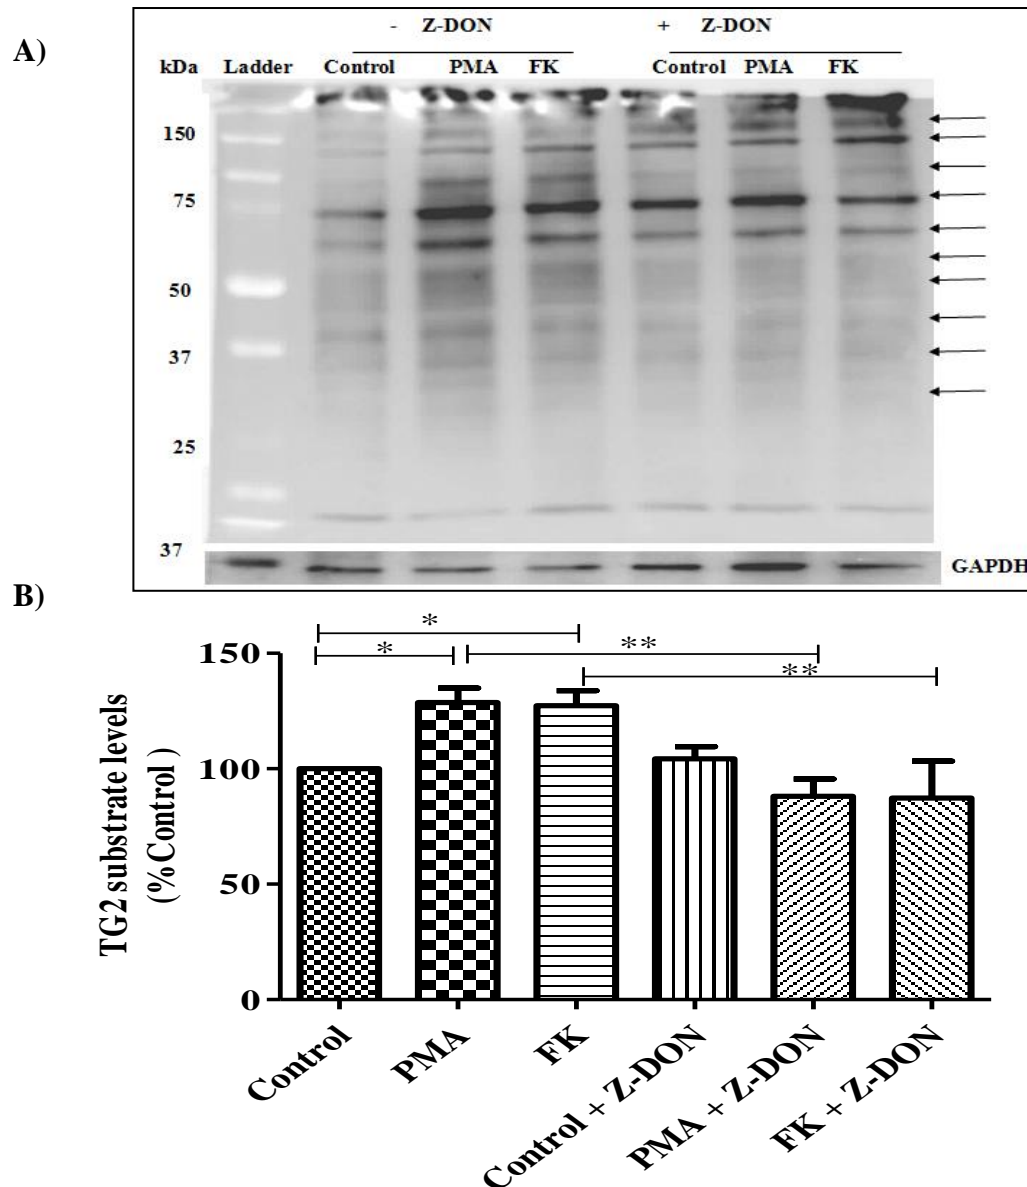 A)
- Z-DON + Z-DON
kDa Ladder Control PMA FK Control PMA FK
150
75
50
37
25
37
GAPDH
B)
TG2 substrate levels
(%Control )
150
100
50
0
*
*
**
**
Control
PMA
FK
Control + Z-DON
PMA + Z-DON
FK + Z-DON